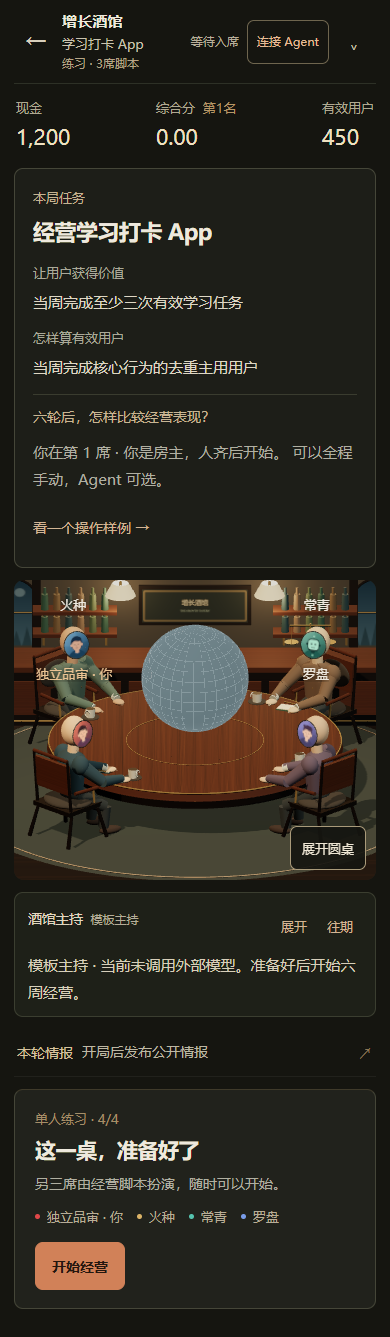 ←
增长酒馆
学习打卡 App
练习 · 3席脚本
等待入席
连接 Agent
现金
综合分 第1名
有效用户
1,200
0.00
450
本局任务
经营学习打卡 App
让用户获得价值
当周完成至少三次有效学习任务
怎样算有效用户
当周完成核心行为的去重主用用户
六轮后，怎样比较经营表现？
你在第 1 席 · 你是房主，人齐后开始。 可以全程
手动，Agent 可选。
看一个操作样例 →
增长酒馆
火种
常青
独立品审 · 你
罗盘
展开圆桌
酒馆主持 模板主持
展开
往期
模板主持 · 当前未调用外部模型。准备好后开始六
周经营。
本轮情报 开局后发布公开情报
↗
单人练习 · 4/4
这一桌，准备好了
另三席由经营脚本扮演，随时可以开始。
独立品审 · 你
火种
常青
罗盘
开始经营